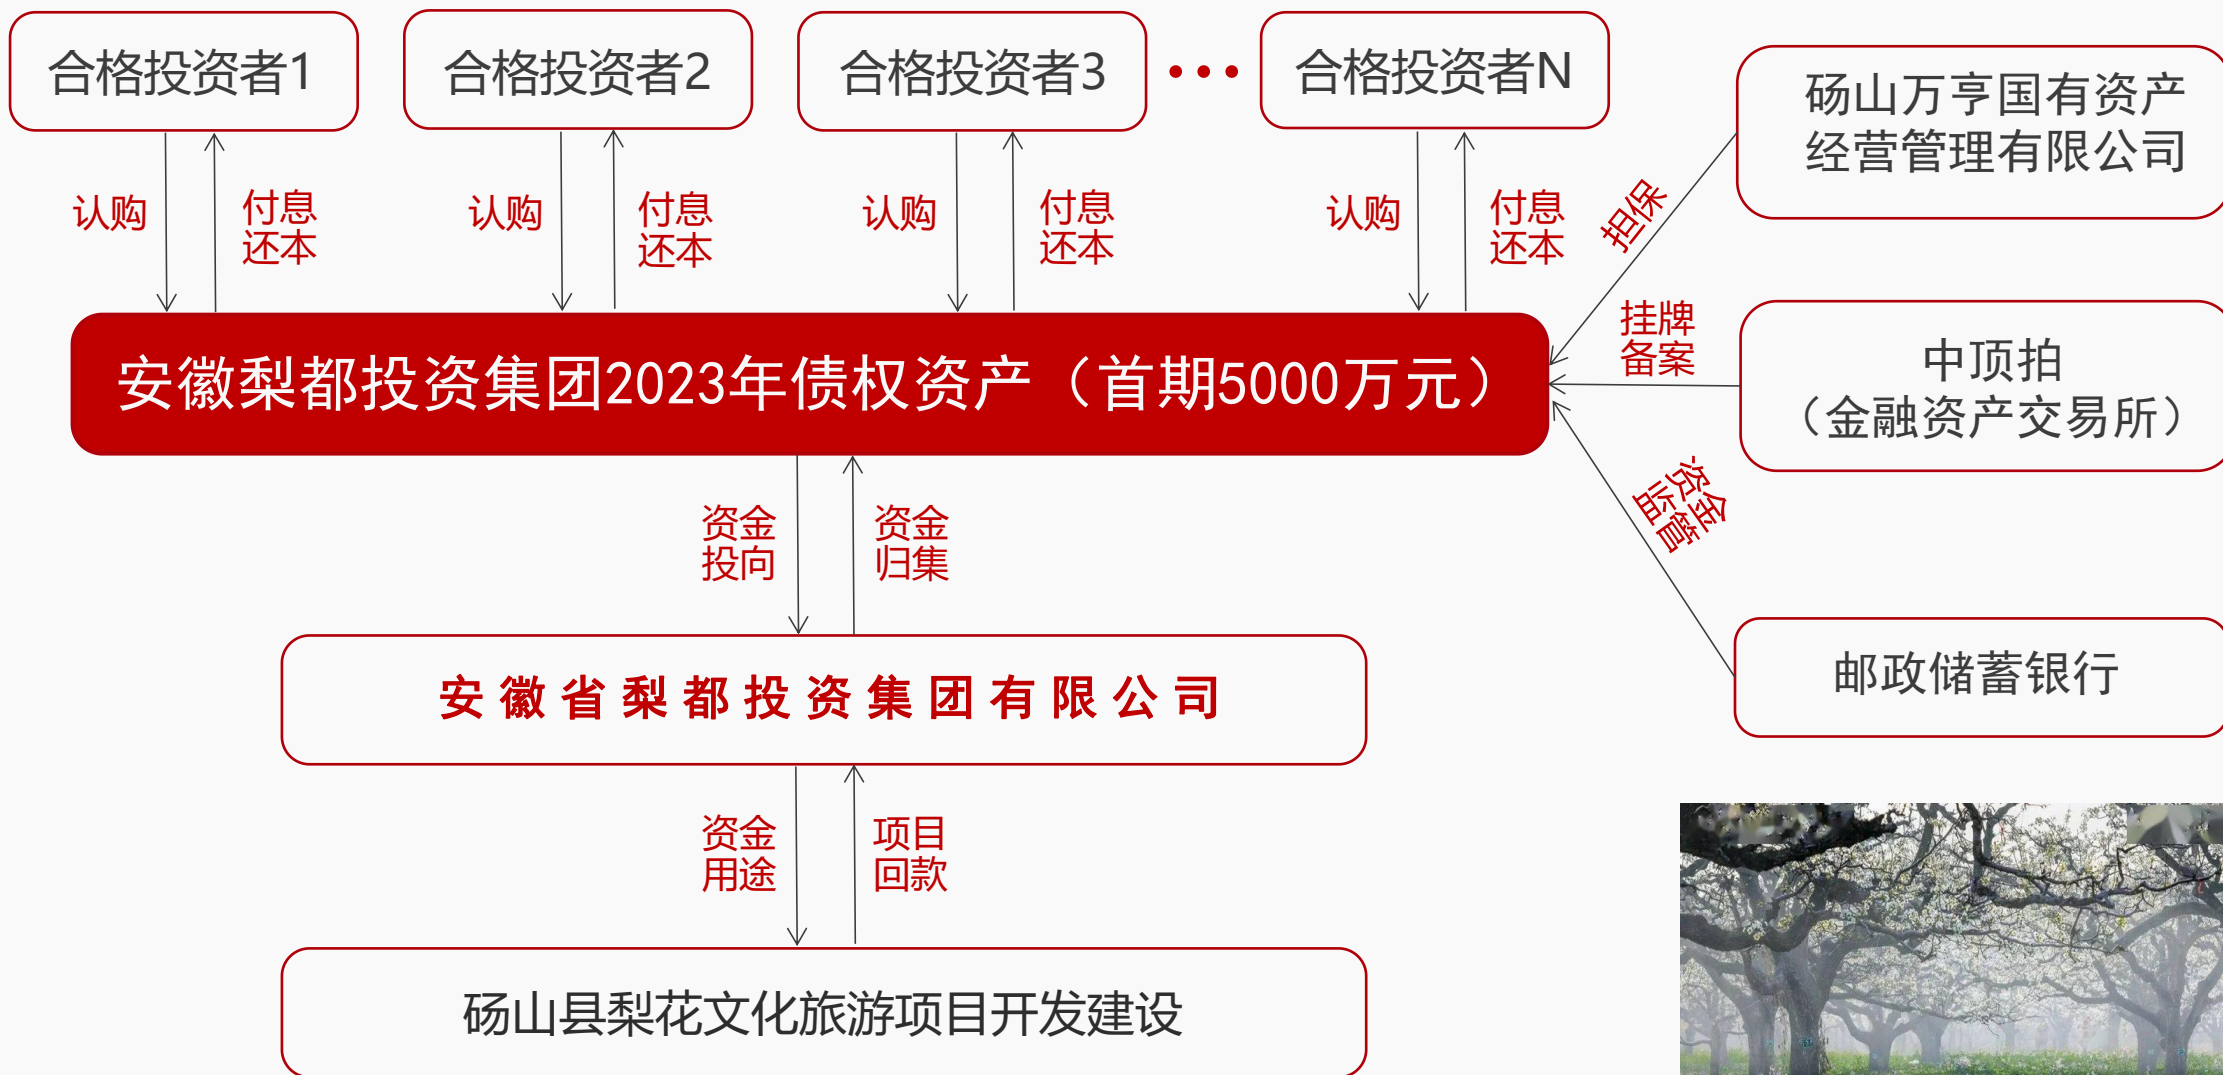 合格投资者1
合格投资者2
合格投资者3
•••
合格投资者N
砀山万亨国有资产
经营管理有限公司
认购
付息
还本
认购
付息
还本
认购
付息
还本
认购
付息
还本
担保
挂牌
备案
安徽梨都投资集团2023年债权资产（首期5000万元）
中顶拍
（金融资产交易所）
资金
监管
资金
投向
资金
归集
安徽省梨都投资集团有限公司
邮政储蓄银行
资金
用途
项目
回款
砀山县梨花文化旅游项目开发建设